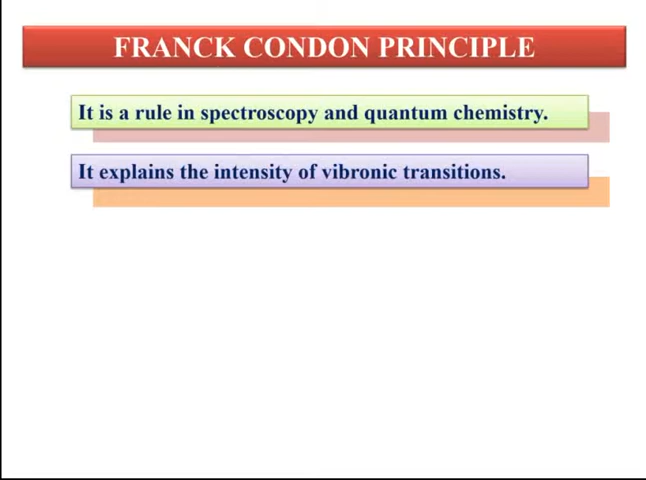 FRANCK CONDON PRINCIPLE
It is a rule in spectroscopy and quantum chemistry.
It explains the intensity of vibronic transitions.